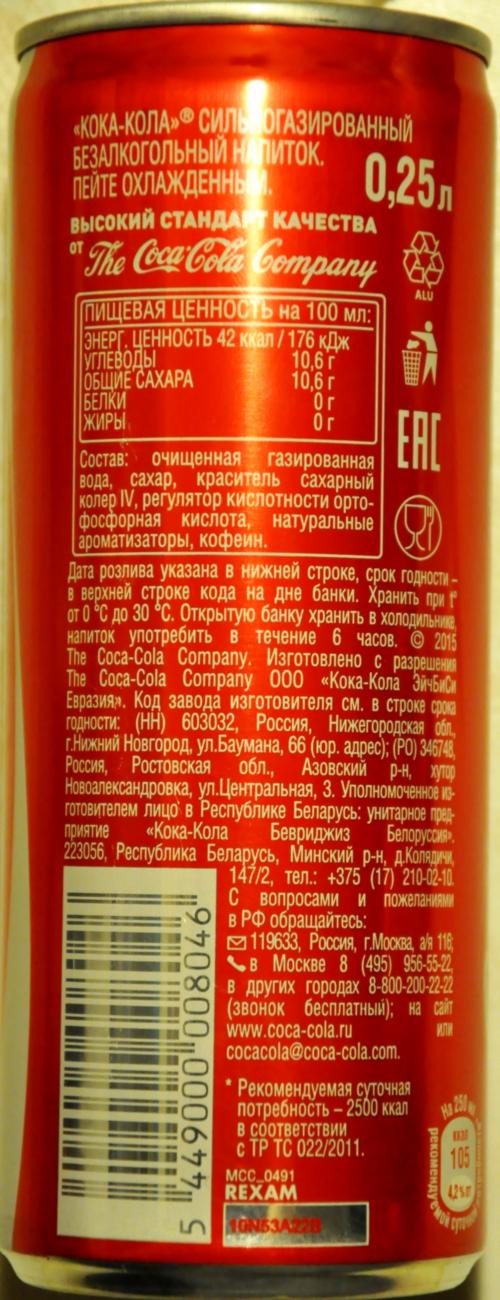 «КОКА-КОЛА»® СИЛЬНОГАЗИРОВАННЫЙ
БЕЗАЛКОГОЛЬНЫЙ НАПИТОК.
ПЕЙТЕ ОХЛАЖДЕННЫМ.
0,25л
ВЫСОКИЙ СТАНДАРТ КАЧЕСТВА
от The Coca-Cola Company
ALU
ПИЩЕВАЯ ЦЕННОСТЬ на 100 мл:
ЭНЕРГ. ЦЕННОСТЬ 42 ккал / 176 кДж
УГЛЕВОДЫ 10,6 г
ОБЩИЕ САХАРА 10,6 г
БЕЛКИ 0 г
ЖИРЫ 0 г
EAC
Состав: очищенная газированная
вода, сахар, краситель сахарный
колер IV, регулятор кислотности орто-
фосфорная кислота, натуральные
ароматизаторы, кофеин.
Дата розлива указана в нижней строке, срок годности –
в верхней строке кода на дне банки. Хранить при t°
от 0 °С до 30 °С. Открытую банку хранить в холодильнике,
напиток употребить в течение 6 часов. © 2015
The Coca-Cola Company. Изготовлено с разрешения
The Coca-Cola Company ООО «Кока-Кола ЭйчБиСи
Евразия». Код завода изготовителя см. в строке срока
годности: (НН) 603032, Россия, Нижегородская обл.,
г.Нижний Новгород, ул.Баумана, 66 (юр. адрес); (РО) 346748,
Россия, Ростовская обл., Азовский р-н, хутор
Новоалександровка, ул.Центральная, 3. Уполномоченное из-
готовителем лицо в Республике Беларусь: унитарное пред-
приятие «Кока-Кола Бевриджиз Белоруссия».
223056, Республика Беларусь, Минский р-н, д.Колядичи,
147/2, тел.: +375 (17) 210-02-10.
С вопросами и пожеланиями
в РФ обращайтесь:
119633, Россия, г.Москва, а/я 116;
в Москве 8 (495) 956-55-22,
в других городах 8-800-200-22-22
(звонок бесплатный); на сайт
www.coca-cola.ru или
cocacola@coca-cola.com.
* Рекомендуемая суточная
потребность – 2500 ккал
в соответствии
с ТР ТС 022/2011.
MCC_0491
REXAM
10N53A22B
5 449000 008046
На 250 мл
ккал
105
4,2% от
рекомендуемой суточной